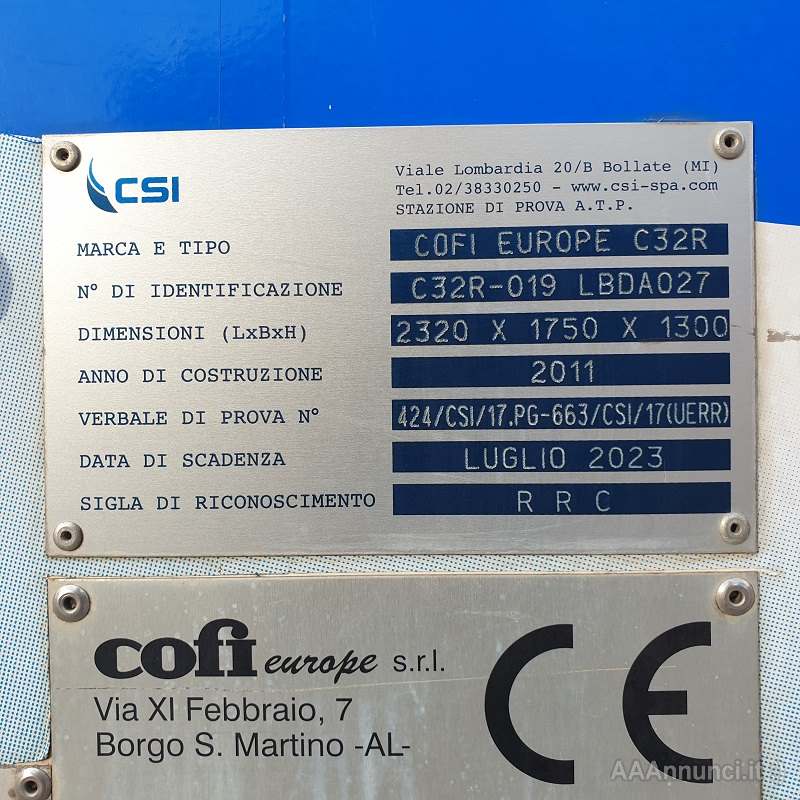 CSI
Viale Lombardia 20/B Bollate (MI)
Tel.02/38330250 - www.csi-spa.com
STAZIONE DI PROVA A.T.P.
MARCA E TIPO COFI EUROPE C32R
N° DI IDENTIFICAZIONE C32R-019 LBDA027
DIMENSIONI (LxBxH) 2320 X 1750 X 1300
ANNO DI COSTRUZIONE 2011
VERBALE DI PROVA N° 424/CSI/17.PG-663/CSI/17(UERR)
DATA DI SCADENZA LUGLIO 2023
SIGLA DI RICONOSCIMENTO R R C
cofi europe s.r.l.
Via XI Febbraio, 7
Borgo S. Martino -AL-
CE
AAAnnunci.it